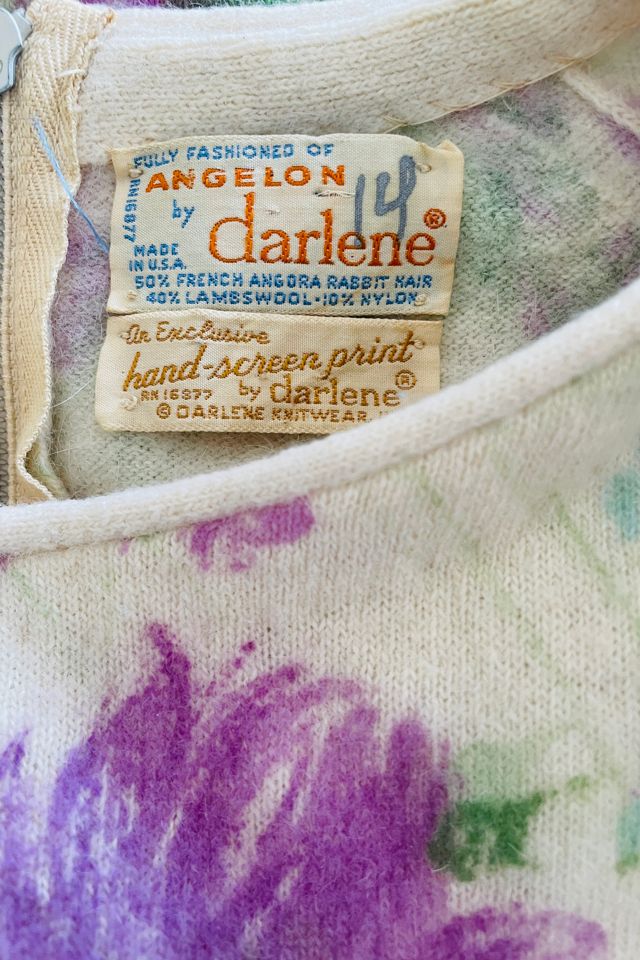 FULLY FASHIONED OF
ANGELON
14
by
darlene®
RN16877
MADE
IN U.S.A.
50% FRENCH ANGORA RABBIT HAIR
40% LAMBSWOOL·10% NYLON
An Exclusive
hand-screen print
RN 16877 by darlene®
© DARLENE KNITWEAR,